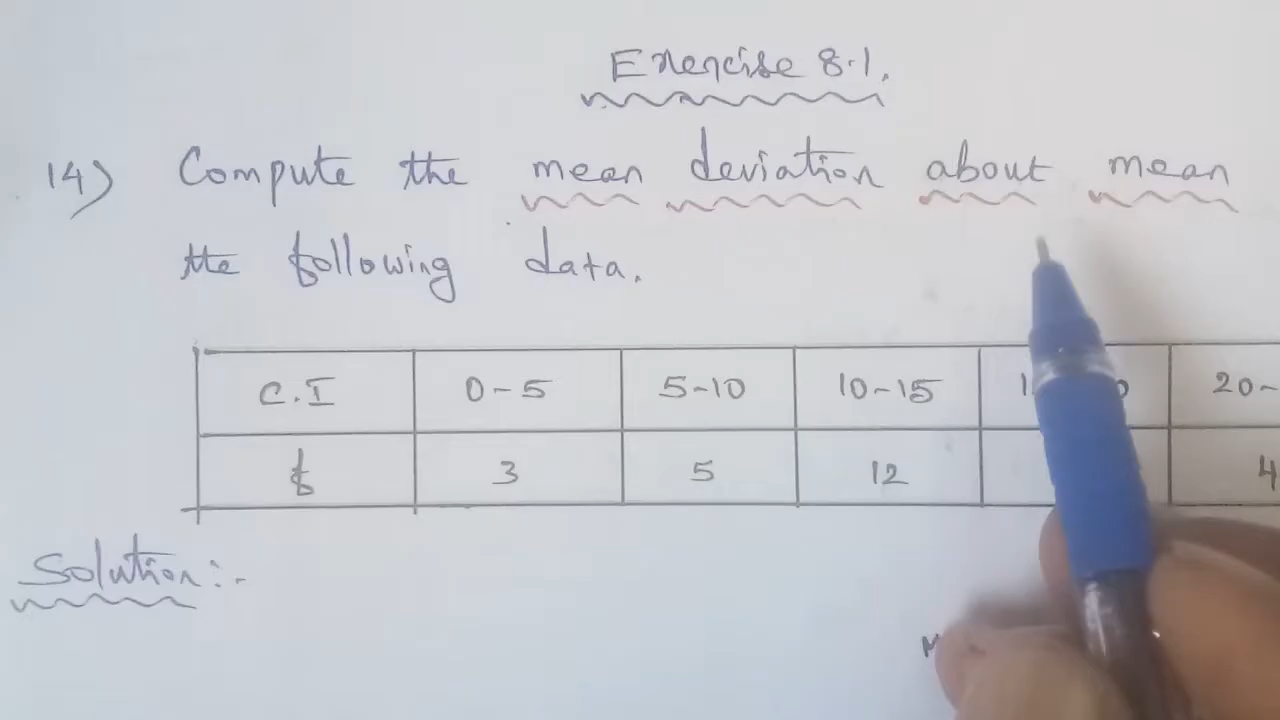 Exercise 8.1.
14) Compute the mean deviation about mean
the following data.
C.I 0-5 5-10 10-15 20-
f 3 5 12 4
Solution:-